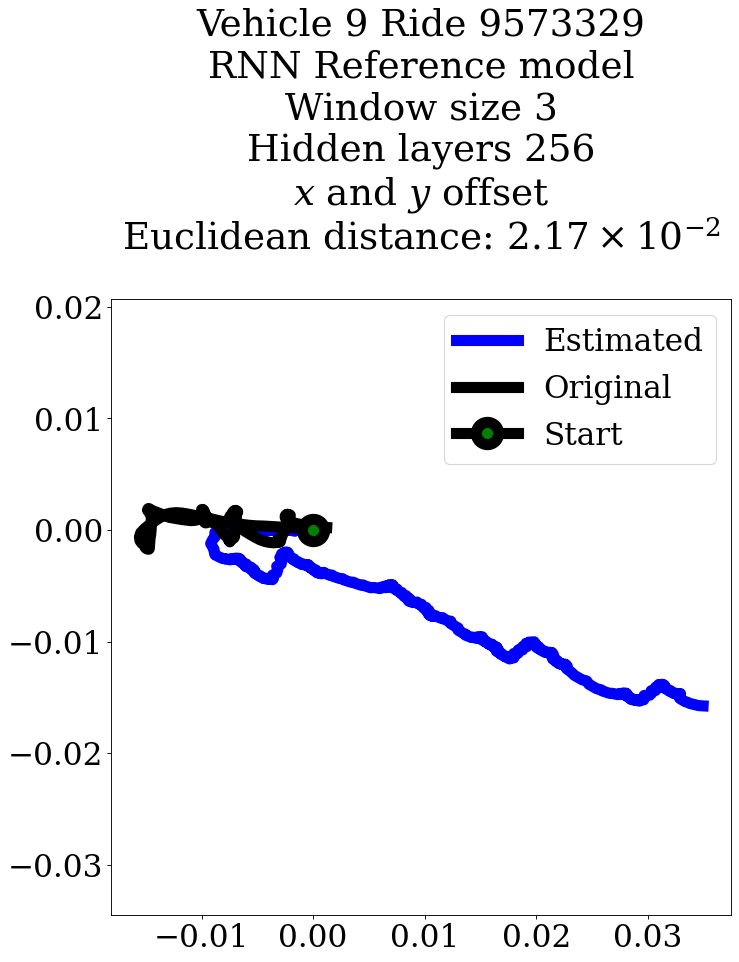 Vehicle 9 Ride 9573329
RNN Reference model
Window size 3
Hidden layers 256
x and y offset
Euclidean distance: 2.17 × 10⁻²
0.02
0.01
0.00
−0.01
−0.02
−0.03
Estimated
Original
Start
−0.01 0.00 0.01 0.02 0.03